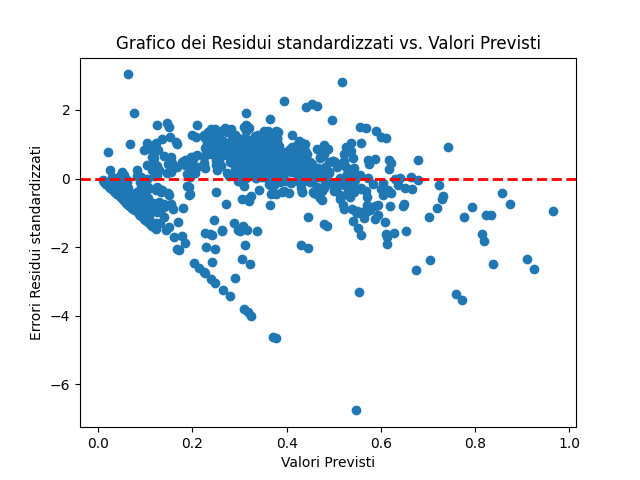 Grafico dei Residui standardizzati vs. Valori Previsti
Errori Residui standardizzati
2
0
−2
−4
−6
0.0 0.2 0.4 0.6 0.8 1.0
Valori Previsti